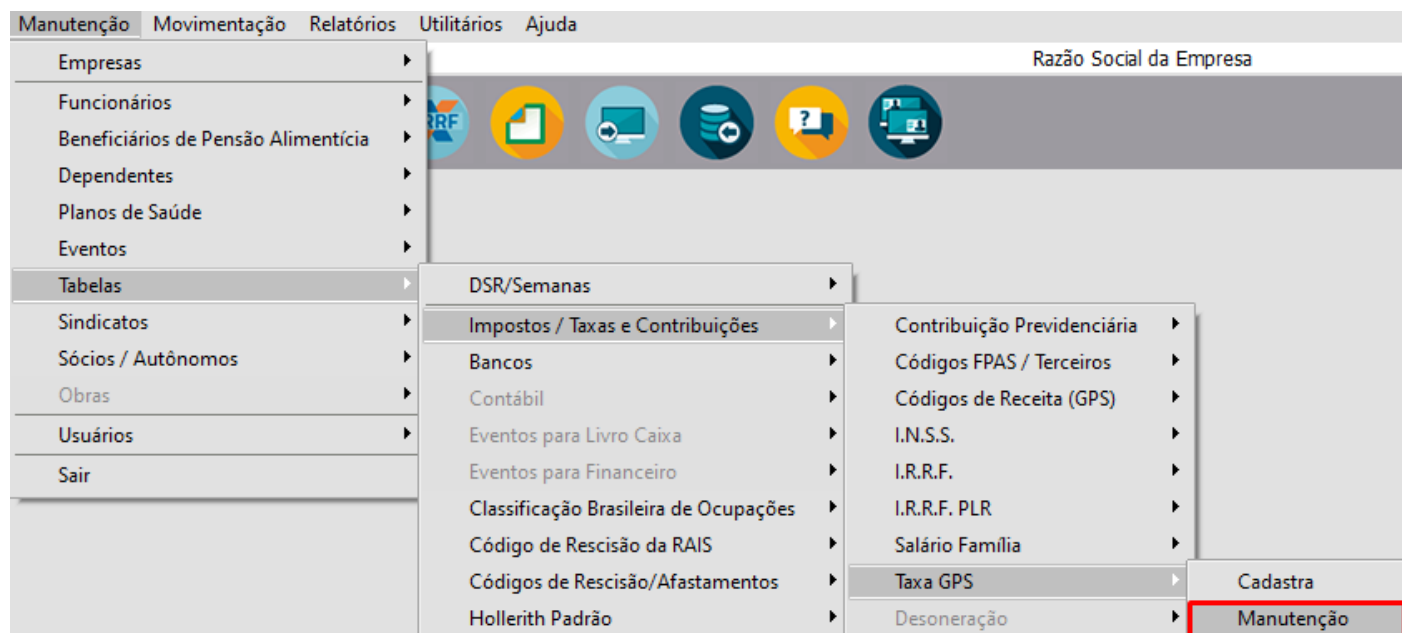 Manutenção Movimentação Relatórios Utilitários Ajuda
Razão Social da Empresa
Empresas
Funcionários
Beneficiários de Pensão Alimentícia
Dependentes
Planos de Saúde
Eventos
Tabelas
Sindicatos
Sócios / Autônomos
Obras
Usuários
Sair
RRF
?
DSR/Semanas
Impostos / Taxas e Contribuições
Bancos
Contábil
Eventos para Livro Caixa
Eventos para Financeiro
Classificação Brasileira de Ocupações
Código de Rescisão da RAIS
Códigos de Rescisão/Afastamentos
Hollerith Padrão
Contribuição Previdenciária
Códigos FPAS / Terceiros
Códigos de Receita (GPS)
I.N.S.S.
I.R.R.F.
I.R.R.F. PLR
Salário Família
Taxa GPS
Desoneração
Cadastra
Manutenção